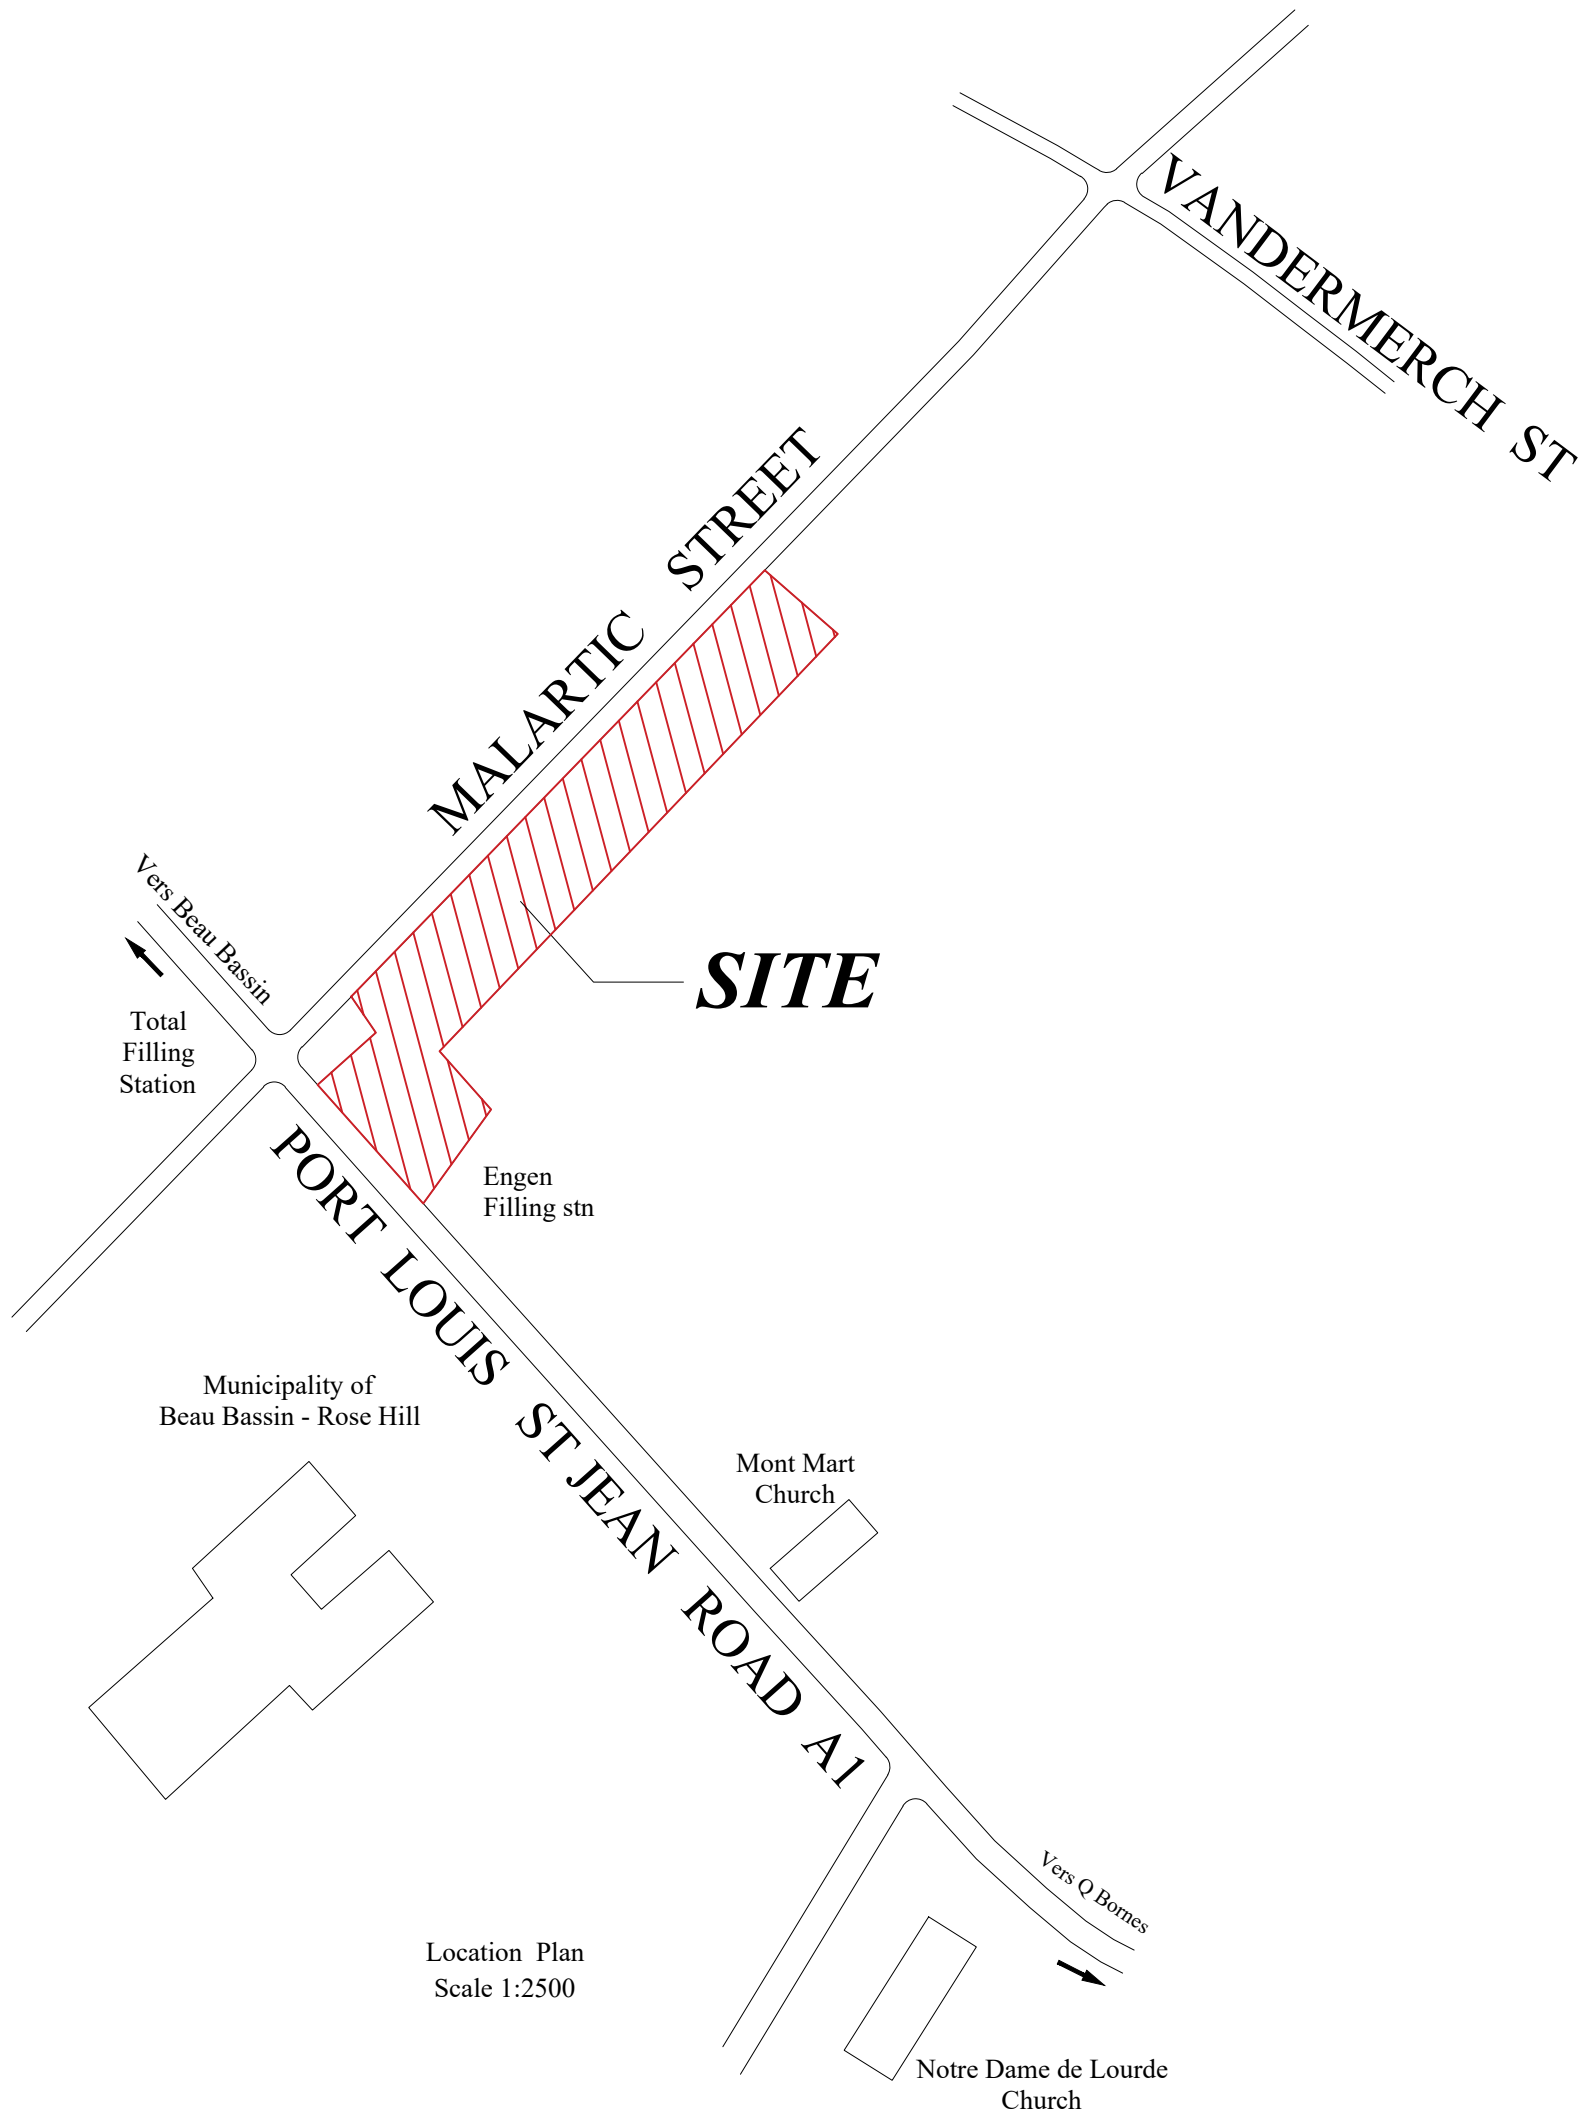 VANDERMERCH ST
MALARTIC STREET
Vers Beau Bassin
SITE
Total
Filling
Station
Engen
Filling stn
PORT LOUIS ST JEAN ROAD A1
Municipality of
Beau Bassin - Rose Hill
Mont Mart
Church
Vers Q Bornes
Location Plan
Scale 1:2500
Notre Dame de Lourde
Church